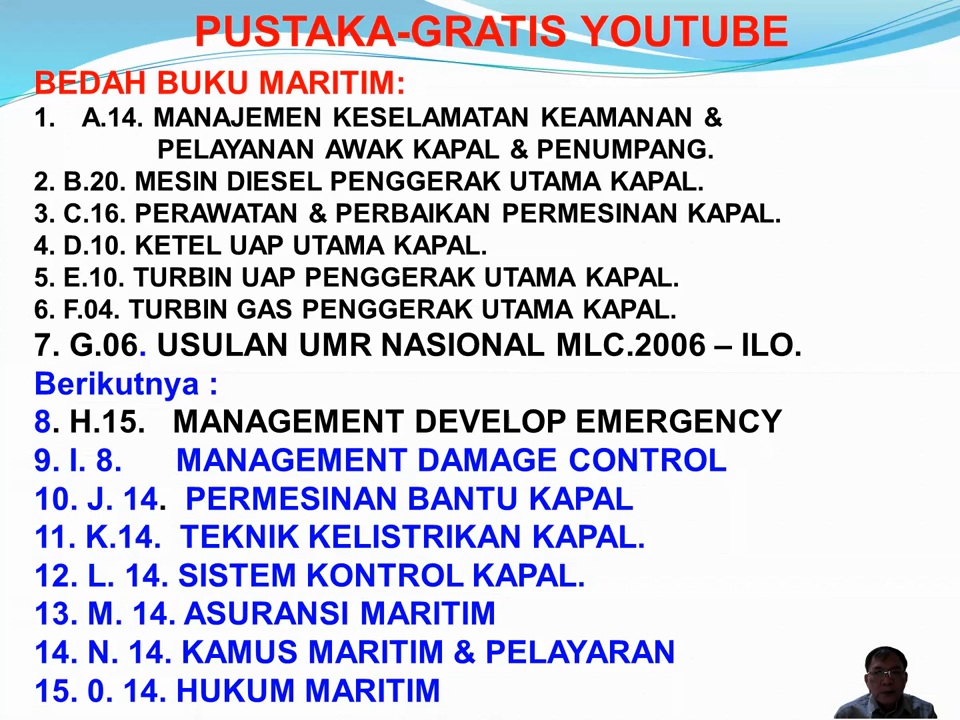 PUSTAKA-GRATIS YOUTUBE
BEDAH BUKU MARITIM:
1. A.14. MANAJEMEN KESELAMATAN KEAMANAN &
PELAYANAN AWAK KAPAL & PENUMPANG.
2. B.20. MESIN DIESEL PENGGERAK UTAMA KAPAL.
3. C.16. PERAWATAN & PERBAIKAN PERMESINAN KAPAL.
4. D.10. KETEL UAP UTAMA KAPAL.
5. E.10. TURBIN UAP PENGGERAK UTAMA KAPAL.
6. F.04. TURBIN GAS PENGGERAK UTAMA KAPAL.
7. G.06. USULAN UMR NASIONAL MLC.2006 – ILO.
Berikutnya :
8. H.15. MANAGEMENT DEVELOP EMERGENCY
9. I. 8. MANAGEMENT DAMAGE CONTROL
10. J. 14. PERMESINAN BANTU KAPAL
11. K.14. TEKNIK KELISTRIKAN KAPAL.
12. L. 14. SISTEM KONTROL KAPAL.
13. M. 14. ASURANSI MARITIM
14. N. 14. KAMUS MARITIM & PELAYARAN
15. 0. 14. HUKUM MARITIM